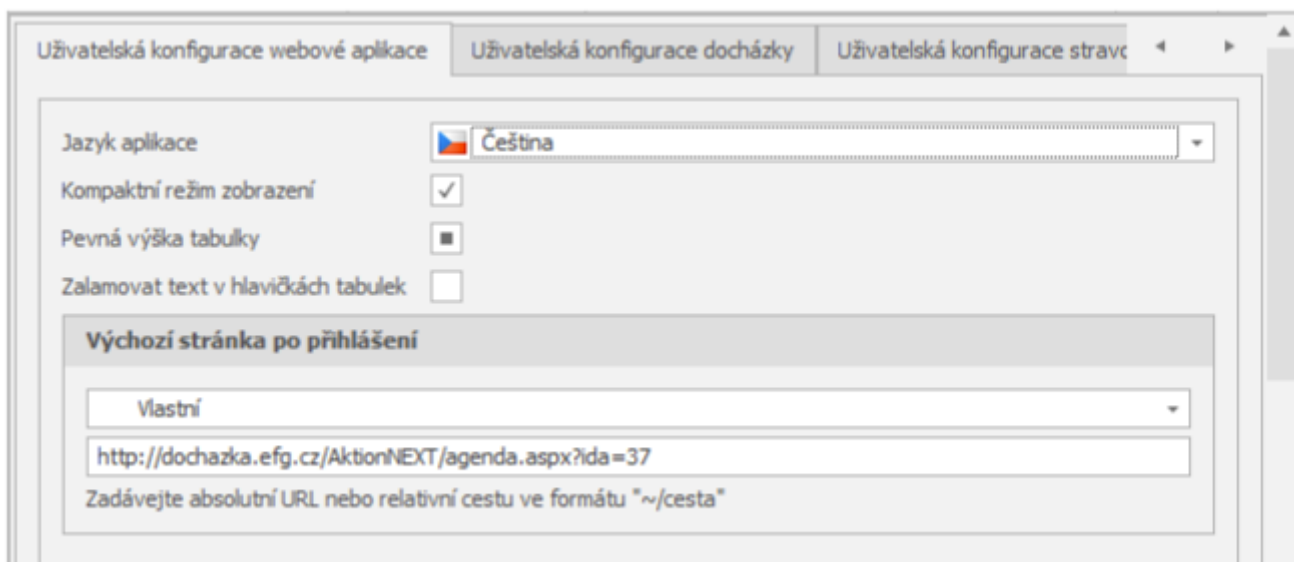 Uživatelská konfigurace webové aplikace Uživatelská konfigurace docházky Uživatelská konfigurace
Jazyk aplikace Čeština
Kompaktní režim zobrazení
Pevná výška tabulky
Zalamovat text v hlavičkách tabulek
Výchozí stránka po přihlášení
Vlastní
http://dochazka.efg.cz/AktionNEXT/agenda.aspx?ida=37
Zadávejte absolutní URL nebo relativní cestu ve formátu "~/cesta"